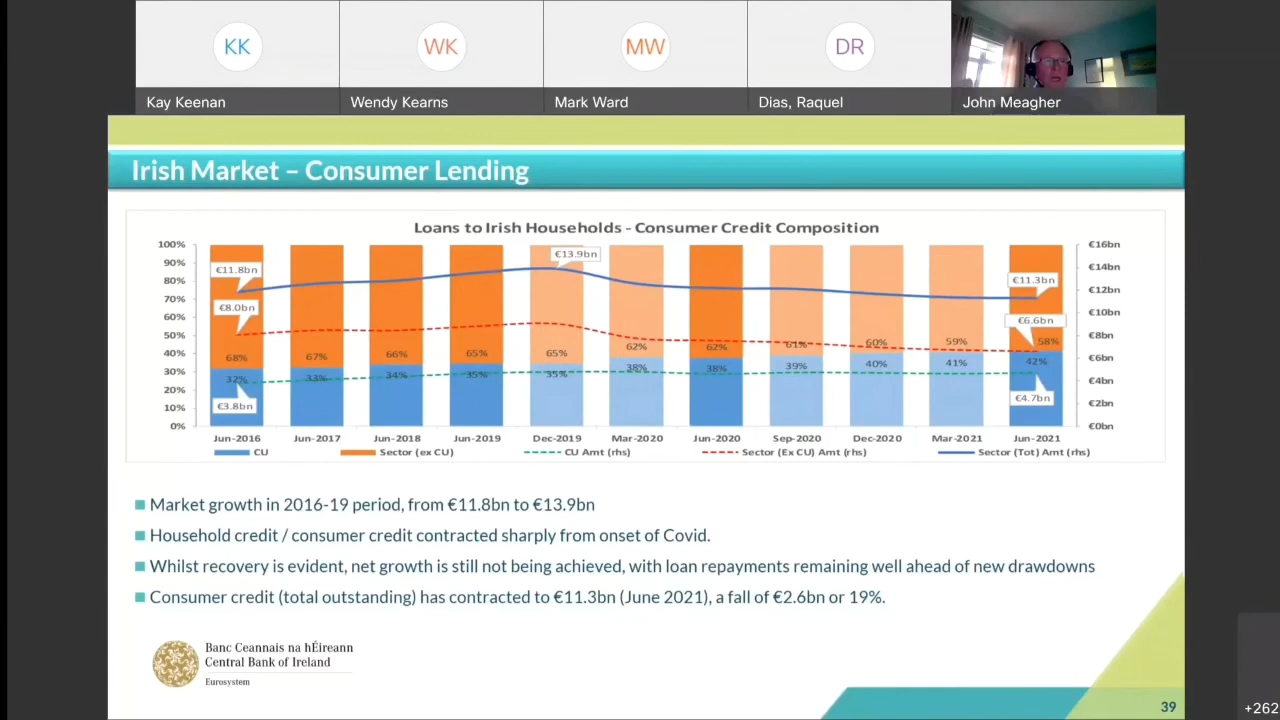 KK
WK
MW
DR
Kay Keenan
Wendy Kearns
Mark Ward
Dias, Raquel
John Meagher
Irish Market – Consumer Lending
Loans to Irish Households - Consumer Credit Composition
100%
90%
80%
70%
60%
50%
40%
30%
20%
10%
0%
€16bn
€14bn
€12bn
€10bn
€8bn
€6bn
€4bn
€2bn
€0bn
€11.8bn
€13.9bn
€11.3bn
€8.0bn
€6.6bn
€3.8bn
€4.7bn
68% 67% 66% 65% 65% 62% 62% 61% 60% 59% 58%
32% 33% 34% 35% 35% 38% 38% 39% 40% 41% 42%
Jun-2016 Jun-2017 Jun-2018 Jun-2019 Dec-2019 Mar-2020 Jun-2020 Sep-2020 Dec-2020 Mar-2021 Jun-2021
CU Sector (ex CU) CU Amt (rhs) Sector (Ex CU) Amt (rhs) Sector (Tot) Amt (rhs)
Market growth in 2016-19 period, from €11.8bn to €13.9bn
Household credit / consumer credit contracted sharply from onset of Covid.
Whilst recovery is evident, net growth is still not being achieved, with loan repayments remaining well ahead of new drawdowns
Consumer credit (total outstanding) has contracted to €11.3bn (June 2021), a fall of €2.6bn or 19%.
Banc Ceannais na hÉireann
Central Bank of Ireland
Eurosystem
39
+262